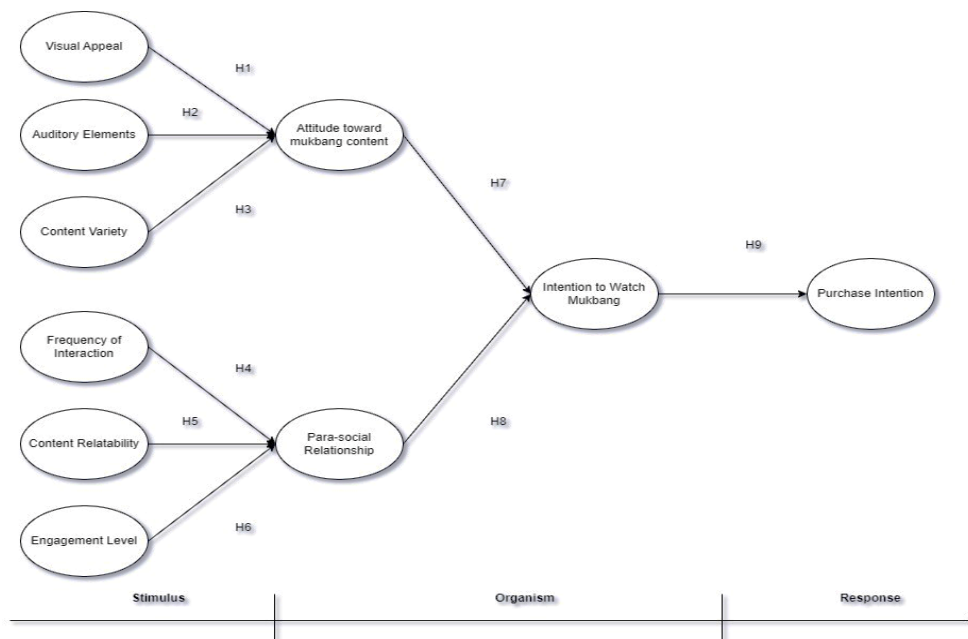 Visual Appeal
H1
H2
Auditory Elements
Attitude toward
mukbang content
H7
H3
Content Variety
H9
Intention to Watch
Mukbang
Purchase Intention
Frequency of
Interaction
H4
H5
H8
Content Relatability
Para-social
Relationship
H6
Engagement Level
Stimulus
Organism
Response